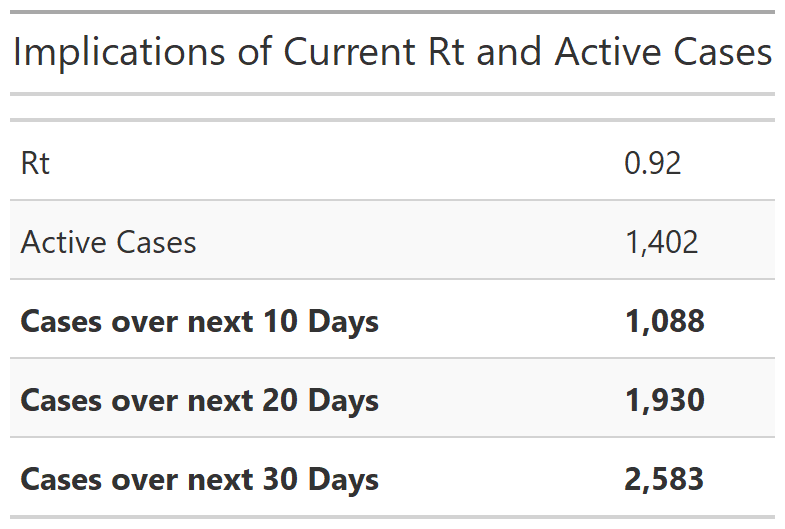 Implications of Current Rt and Active Cases
Rt 0.92
Active Cases 1,402
Cases over next 10 Days 1,088
Cases over next 20 Days 1,930
Cases over next 30 Days 2,583